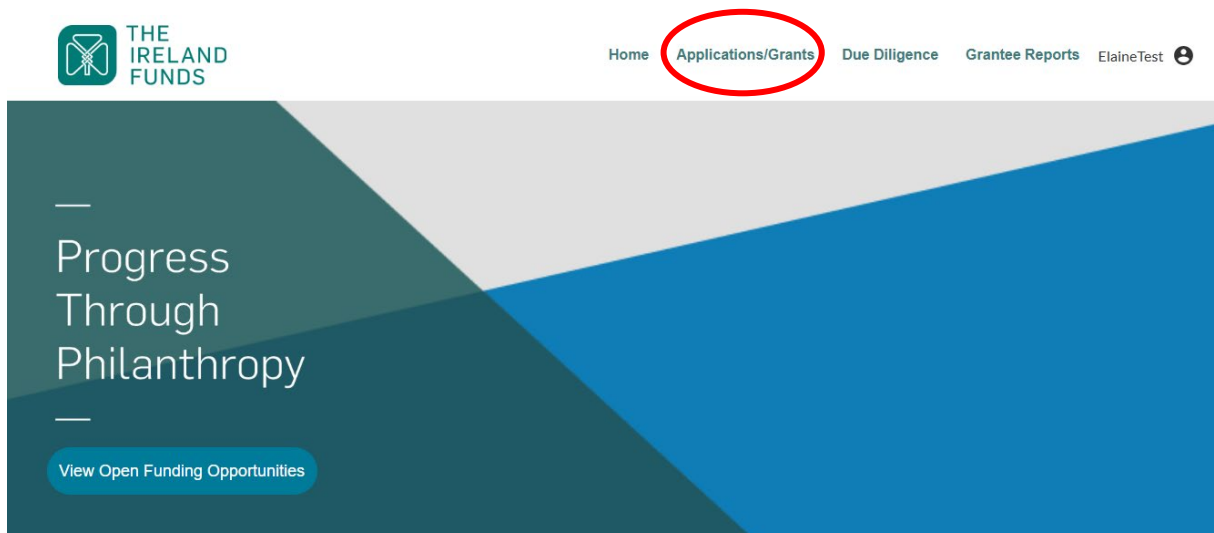 THE
IRELAND
FUNDS
Home Applications/Grants Due Diligence Grantee Reports ElaineTest
Progress
Through
Philanthropy
View Open Funding Opportunities